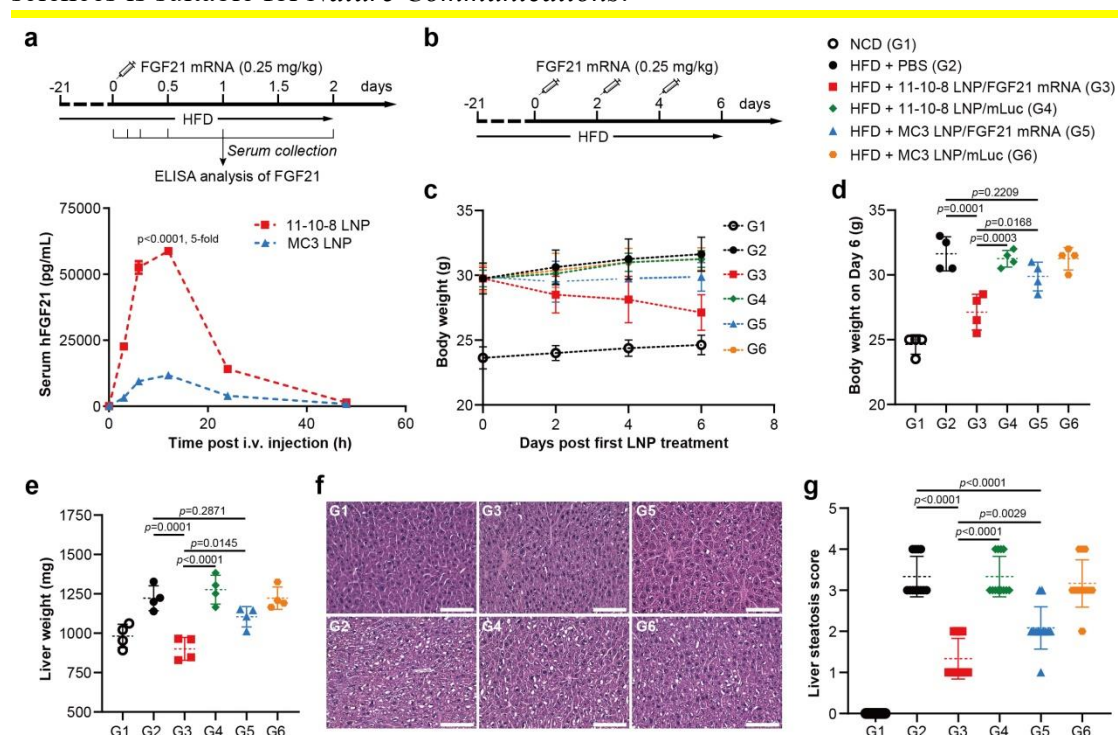 a
FGF21 mRNA (0.25 mg/kg)
-21 0 0.5 1 1.5 2 days
HFD
Serum collection
ELISA analysis of FGF21
75000
50000
25000
0
Serum hFGF21 (pg/mL)
11-10-8 LNP
MC3 LNP
p<0.0001, 5-fold
0 20 40 60
Time post i.v. injection (h)
b
FGF21 mRNA (0.25 mg/kg)
-21 0 2 4 6 days
HFD
NCD (G1)
HFD + PBS (G2)
HFD + 11-10-8 LNP/FGF21 mRNA (G3)
HFD + 11-10-8 LNP/mLuc (G4)
HFD + MC3 LNP/FGF21 mRNA (G5)
HFD + MC3 LNP/mLuc (G6)
c
35
30
25
20
Body weight (g)
G1
G2
G3
G4
G5
G6
0 2 4 6 8
Days post first LNP treatment
d
35
30
25
20
Body weight on Day 6 (g)
p=0.2209
p=0.0001
p=0.0168
p=0.0003
G1 G2 G3 G4 G5 G6
e
1750
1500
1250
1000
750
500
Liver weight (mg)
p=0.2871
p=0.0001
p=0.0145
p<0.0001
G1 G2 G3 G4 G5 G6
f
G1 G3 G5
G2 G4 G6
g
5
4
3
2
1
0
Liver steatosis score
p<0.0001
p<0.0001
p=0.0029
p<0.0001
G1 G2 G3 G4 G5 G6